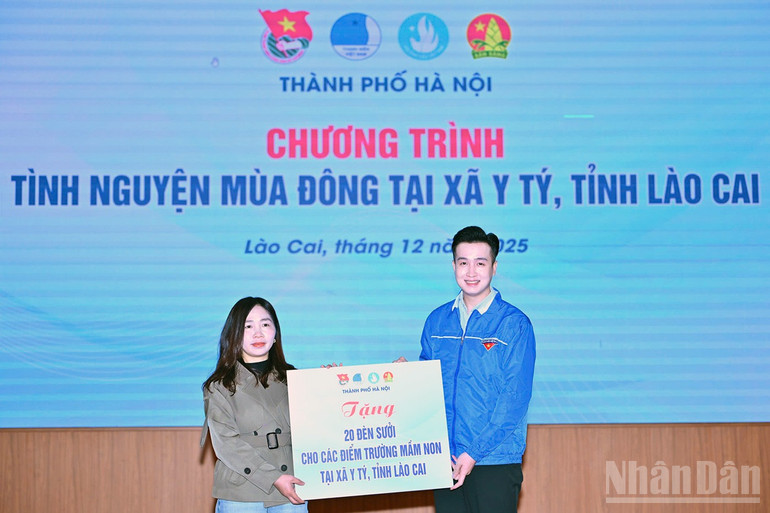 THÀNH PHỐ HÀ NỘI
CHƯƠNG TRÌNH
TÌNH NGUYỆN MÙA ĐÔNG TẠI XÃ Y TÝ, TỈNH LÀO CAI
Lào Cai, tháng 12 2025
THÀNH PHỐ HÀ NỘI
Tặng
20 ĐÈN SƯỞI
CHO CÁC ĐIỂM TRƯỜNG MẦM NON
TẠI XÃ Y TÝ, TỈNH LÀO CAI
NhânDân